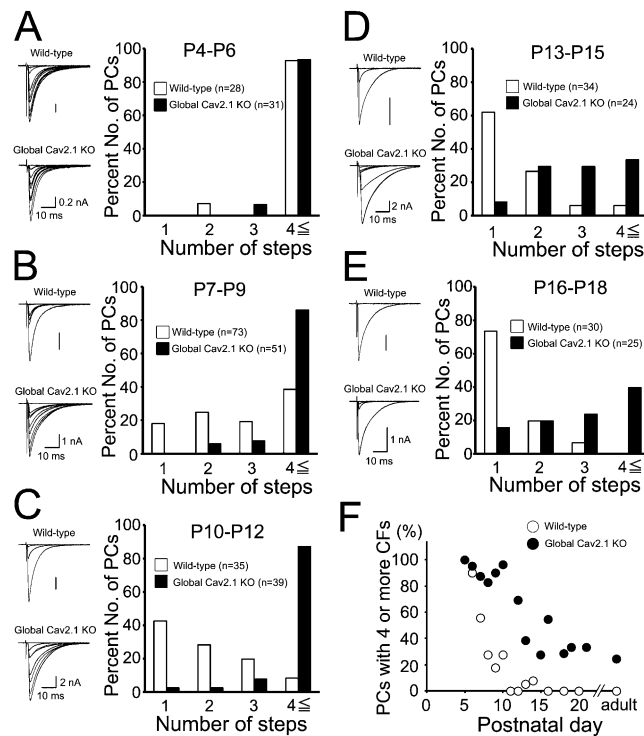 A
P4-P6
Wild-type
Global Cav2.1 KO
0.2 nA
10 ms
Percent No. of PCs
100
80
60
40
20
0
Wild-type (n=28)
Global Cav2.1 KO (n=31)
1 2 3 4≦
Number of steps
B
P7-P9
Wild-type
Global Cav2.1 KO
1 nA
10 ms
Percent No. of PCs
100
80
60
40
20
0
Wild-type (n=73)
Global Cav2.1 KO (n=51)
1 2 3 4≦
Number of steps
C
P10-P12
Wild-type
Global Cav2.1 KO
2 nA
10 ms
Percent No. of PCs
100
80
60
40
20
0
Wild-type (n=35)
Global Cav2.1 KO (n=39)
1 2 3 4≦
Number of steps
D
P13-P15
Wild-type
Global Cav2.1 KO
2 nA
10 ms
Percent No. of PCs
100
80
60
40
20
0
Wild-type (n=34)
Global Cav2.1 KO (n=24)
1 2 3 4≦
Number of steps
E
P16-P18
Wild-type
Global Cav2.1 KO
1 nA
10 ms
Percent No. of PCs
100
80
60
40
20
0
Wild-type (n=30)
Global Cav2.1 KO (n=25)
1 2 3 4≦
Number of steps
F
(%)
Wild-type
Global Cav2.1 KO
PCs with 4 or more CFs
100
80
60
40
20
0
0 5 10 15 20 adult
Postnatal day